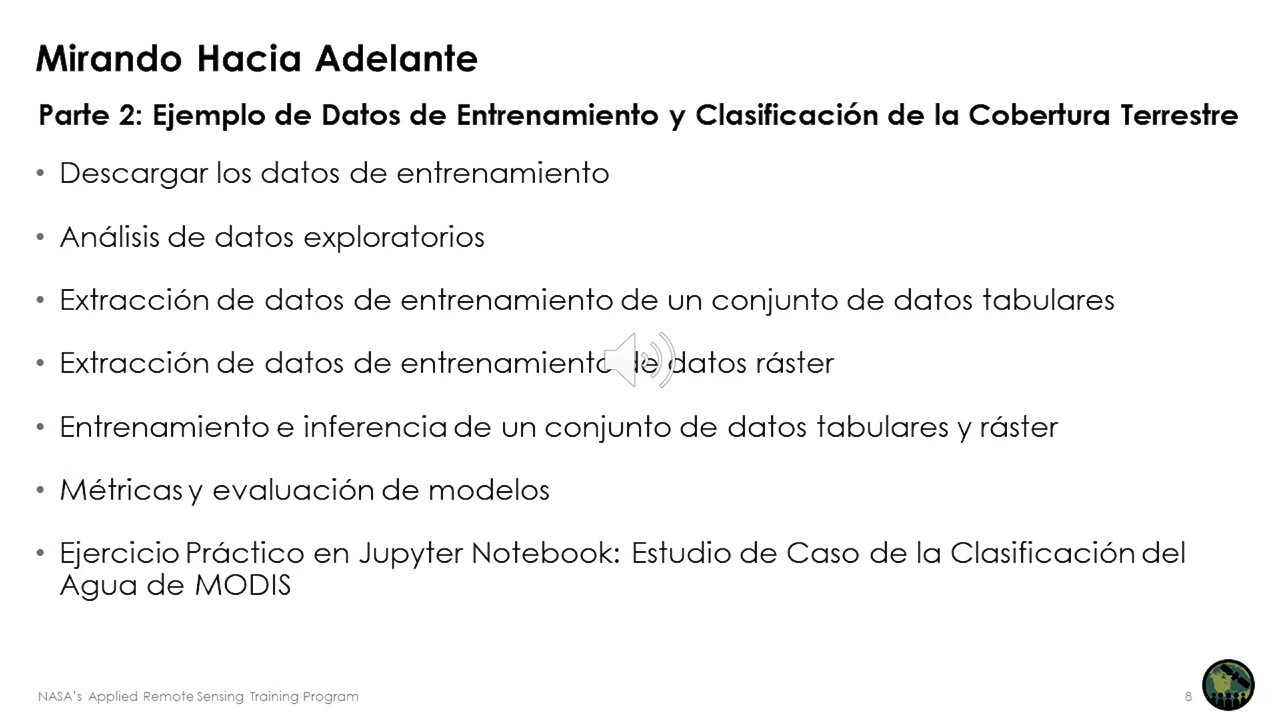 Mirando Hacia Adelante
Parte 2: Ejemplo de Datos de Entrenamiento y Clasificación de la Cobertura Terrestre
• Descargar los datos de entrenamiento
• Análisis de datos exploratorios
• Extracción de datos de entrenamiento de un conjunto de datos tabulares
• Extracción de datos de entrenamiento de datos ráster
• Entrenamiento e inferencia de un conjunto de datos tabulares y ráster
• Métricas y evaluación de modelos
• Ejercicio Práctico en Jupyter Notebook: Estudio de Caso de la Clasificación del
Agua de MODIS
NASA's Applied Remote Sensing Training Program
8